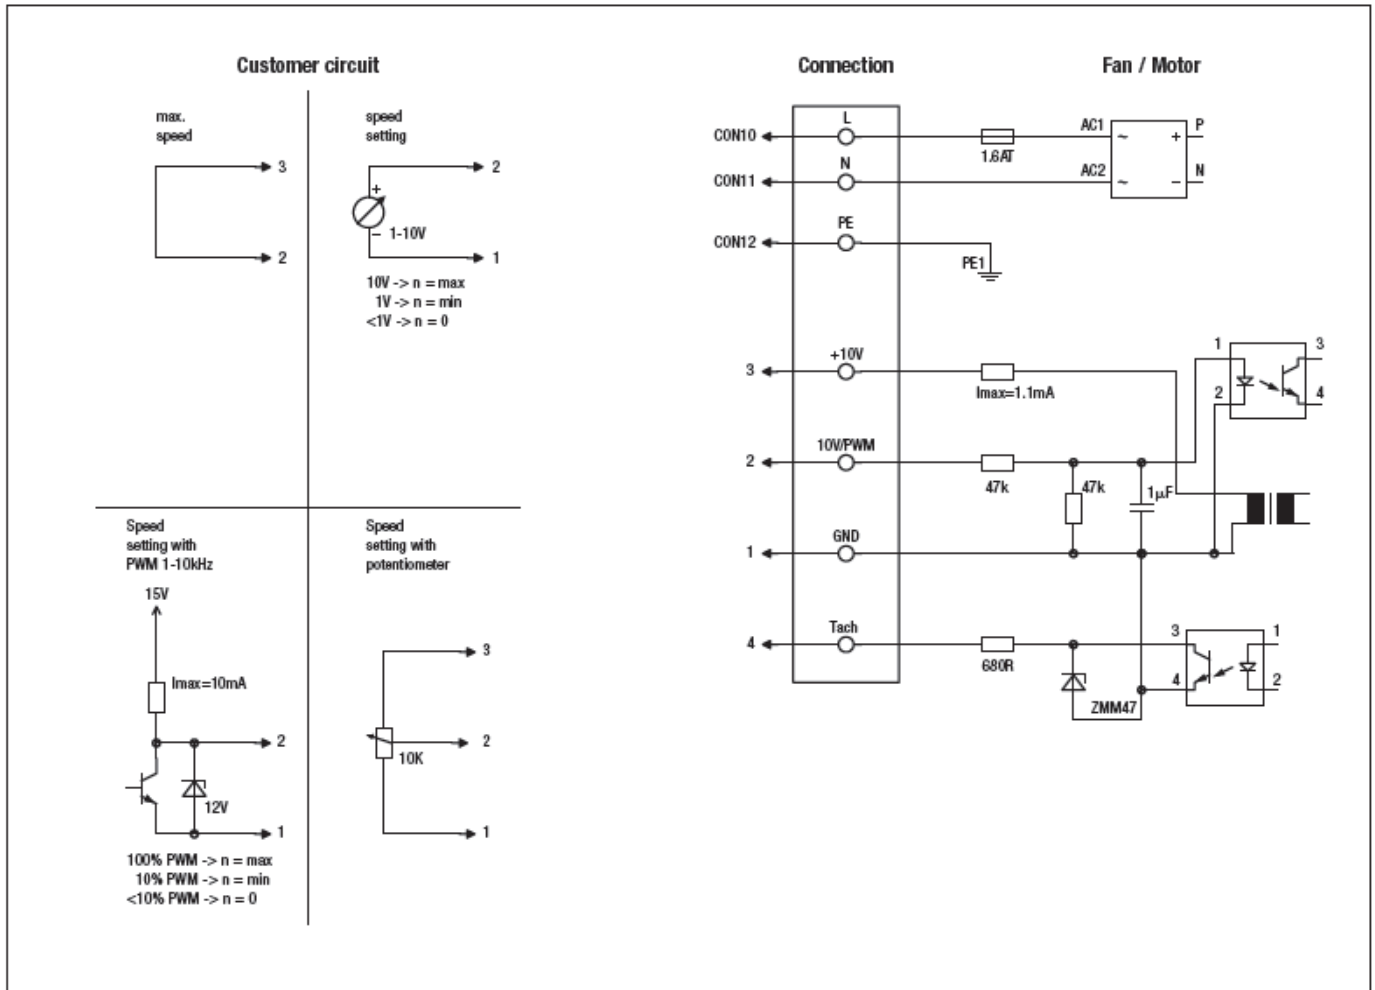 Customer circuit
max.
speed
3
2
speed
setting
2
+
− 1-10V
1
10V -> n = max
1V -> n = min
<1V -> n = 0
Speed
setting with
PWM 1-10kHz
15V
Imax=10mA
2
12V
1
100% PWM -> n = max
10% PWM -> n = min
<10% PWM -> n = 0
Speed
setting with
potentiometer
3
2
10K
1
Connection
Fan / Motor
CON10
L
1.6AT
AC1
~
+
P
CON11
N
AC2
~
−
N
CON12
PE
PE1
3
+10V
Imax=1.1mA
1
3
2
4
2
10V/PWM
47k
47k
1µF
1
GND
4
Tach
680R
ZMM47
3
1
4
2